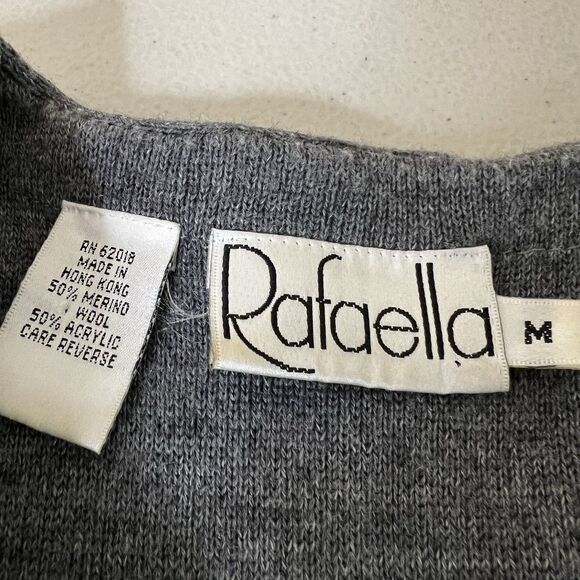 RN 62018
MADE IN
HONG KONG
50% MERINO
WOOL
50% ACRYLIC
CARE REVERSE
Rafaella
M